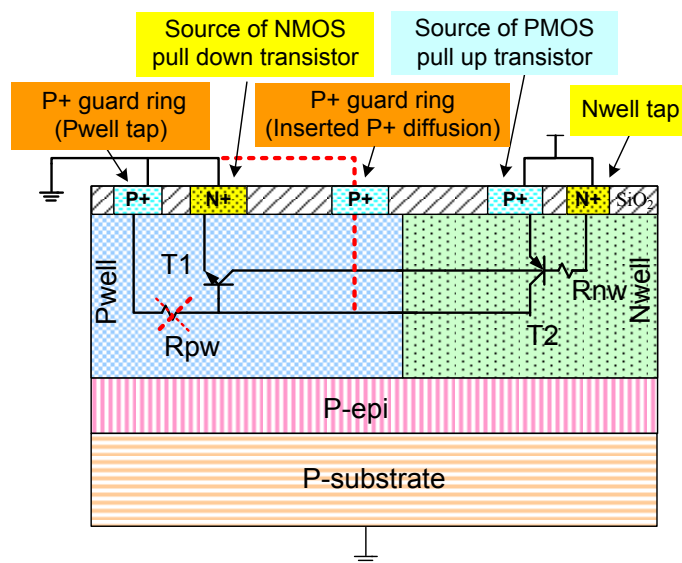 Source of NMOS
pull down transistor
Source of PMOS
pull up transistor
P+ guard ring
(Pwell tap)
P+ guard ring
(Inserted P+ diffusion)
Nwell tap
P+
N+
P+
P+
N+
SiO2
Pwell
T1
Rpw
T2
Rnw
Nwell
P-epi
P-substrate